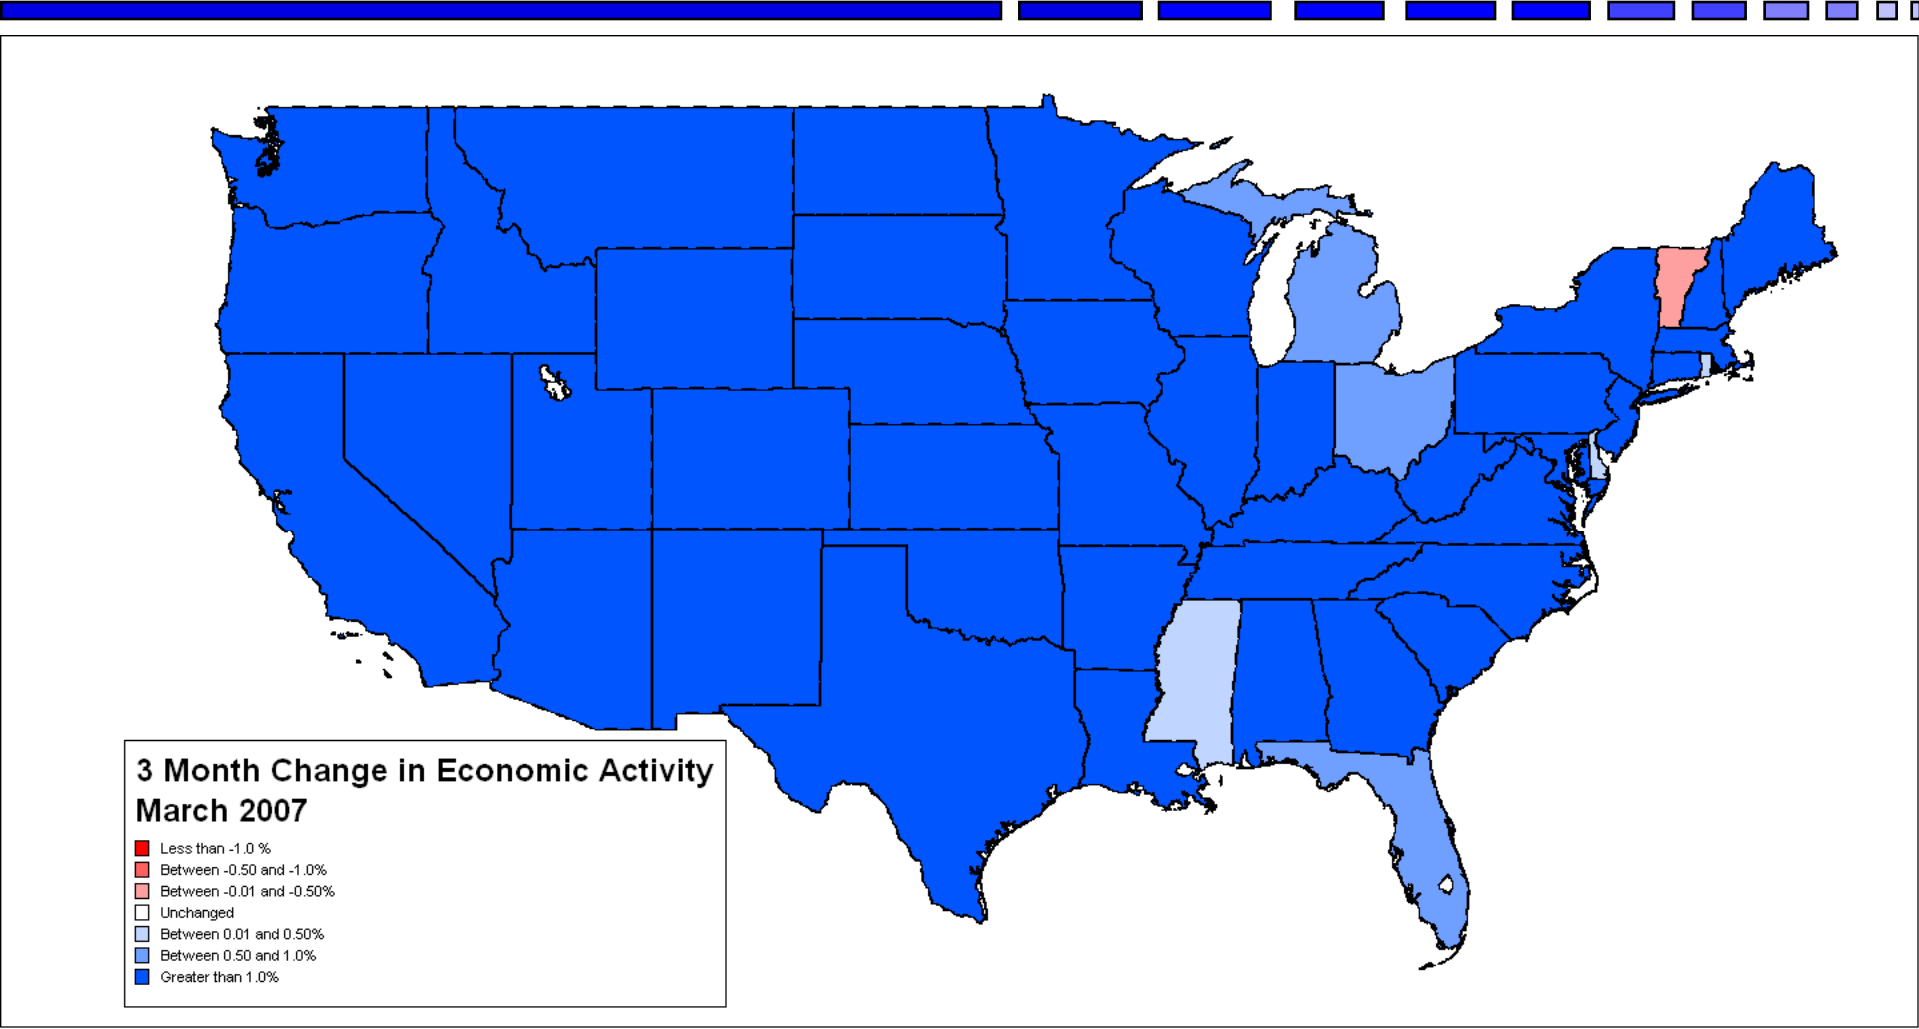 3 Month Change in Economic Activity
March 2007
Less than -1.0 %
Between -0.50 and -1.0%
Between -0.01 and -0.50%
Unchanged
Between 0.01 and 0.50%
Between 0.50 and 1.0%
Greater than 1.0%